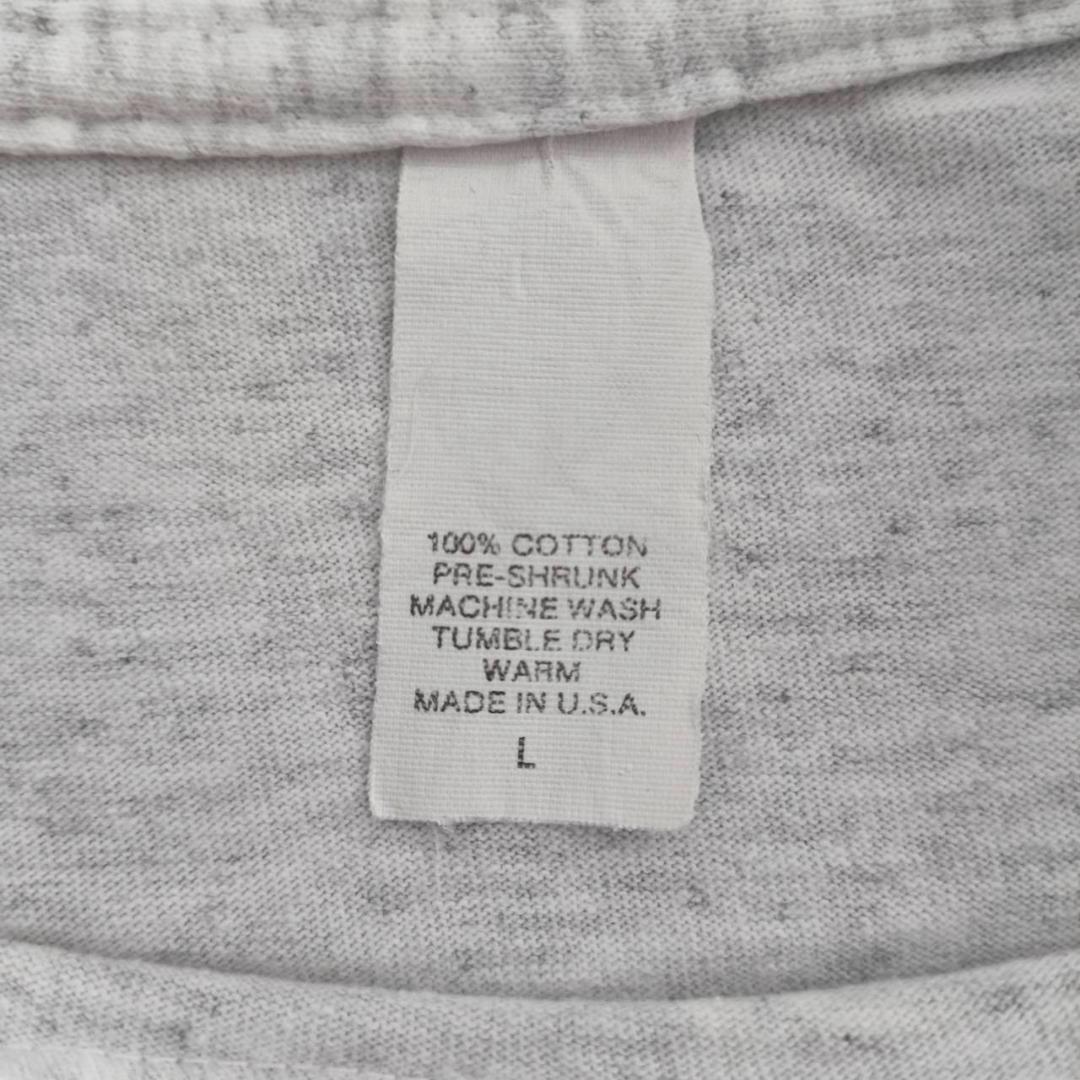 100% COTTON
PRE-SHRUNK
MACHINE WASH
TUMBLE DRY
WARM
MADE IN U.S.A.
L